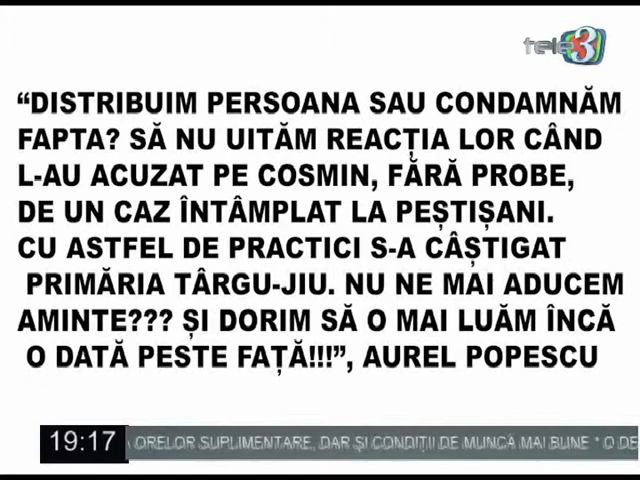 tele3
"DISTRIBUIM PERSOANA SAU CONDAMNĂM
FAPTA? SĂ NU UITĂM REACȚIA LOR CÂND
L-AU ACUZAT PE COSMIN, FĂRĂ PROBE,
DE UN CAZ ÎNTÂMPLAT LA PEȘTIȘANI.
CU ASTFEL DE PRACTICI S-A CÂȘTIGAT
PRIMĂRIA TÂRGU-JIU. NU NE MAI ADUCEM
AMINTE??? ȘI DORIM SĂ O MAI LUĂM ÎNCĂ
O DATĂ PESTE FAȚĂ!!!", AUREL POPESCU
19:17 ORELOR SUPLIMENTARE, DAR ȘI CONDIȚII DE MUNCĂ MAI BUNE * O DE